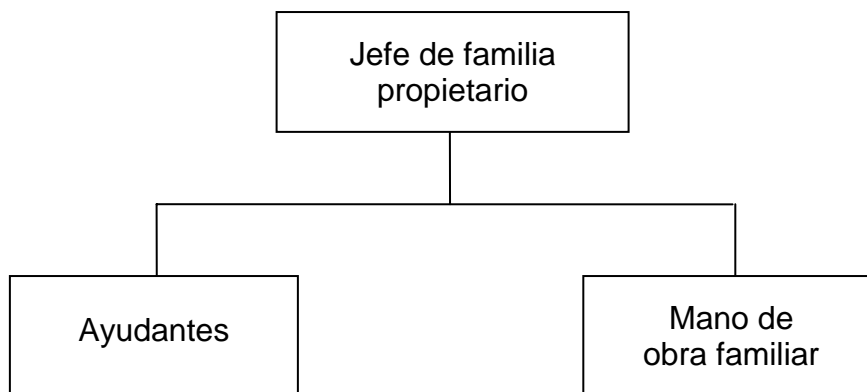 Jefe de familia
propietario
Ayudantes
Mano de
obra familiar